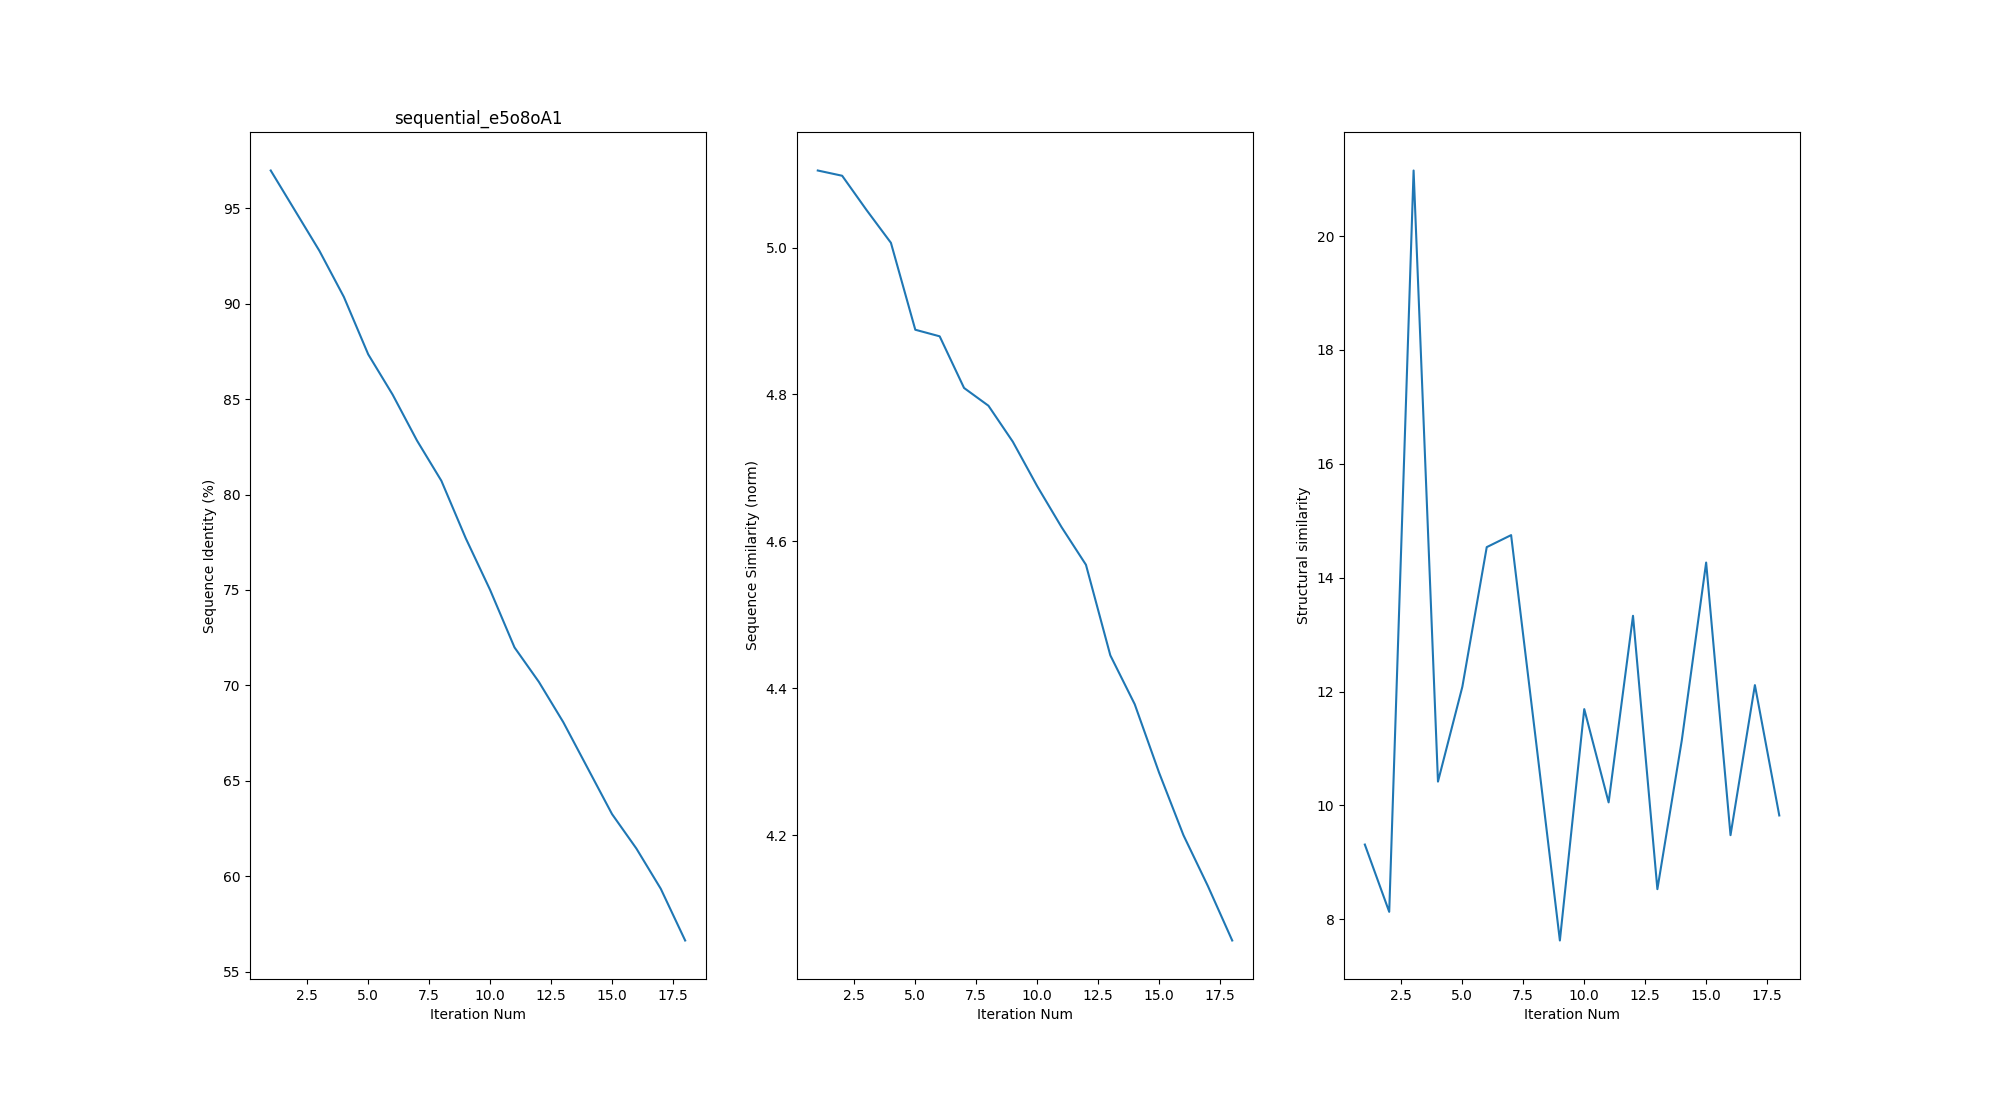 sequential_e5o8oA1
Sequence Identity (%)
95
90
85
80
75
70
65
60
55
2.5 5.0 7.5 10.0 12.5 15.0 17.5
Iteration Num
Sequence Similarity (norm)
5.0
4.8
4.6
4.4
4.2
2.5 5.0 7.5 10.0 12.5 15.0 17.5
Iteration Num
Structural similarity
20
18
16
14
12
10
8
2.5 5.0 7.5 10.0 12.5 15.0 17.5
Iteration Num